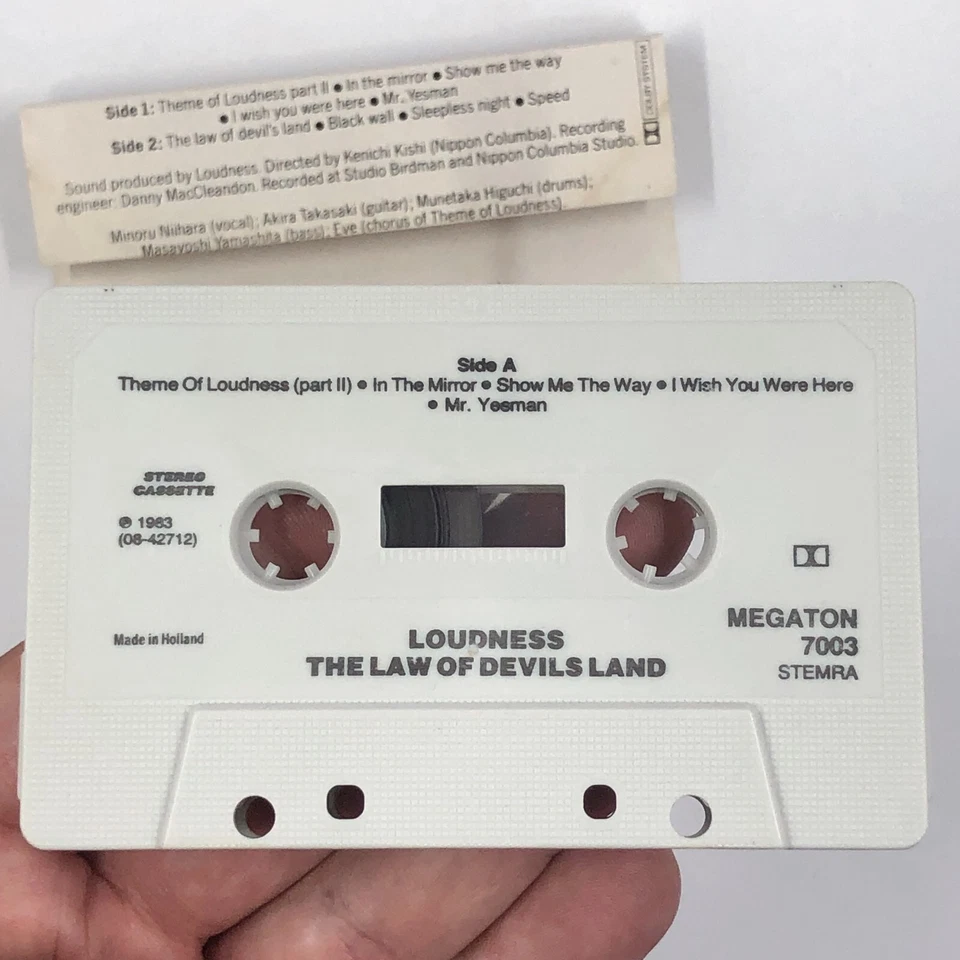 Side 1: Theme of Loudness part II ● In the mirror ● Show me the way
● I wish you were here ● Mr. Yesman
Side 2: The law of devil's land ● Black wall ● Sleepless night ● Speed
Sound produced by Loudness. Directed by Kenichi Kishi (Nippon Columbia). Recording
engineer: Danny MacCleandon. Recorded at Studio Birdman and Nippon Columbia Studio.
Minoru Niihara (vocal); Akira Takasaki (guitar); Munetaka Higuchi (drums);
Masayoshi Yamashita (bass); Eve (chorus of Theme of Loudness).
DOLBY SYSTEM
Side A
Theme Of Loudness (part II) ● In The Mirror ● Show Me The Way ● I Wish You Were Here
● Mr. Yesman
STEREO
CASSETTE
℗ 1983
(08-42712)
Made in Holland
LOUDNESS
THE LAW OF DEVILS LAND
MEGATON
7003
STEMRA